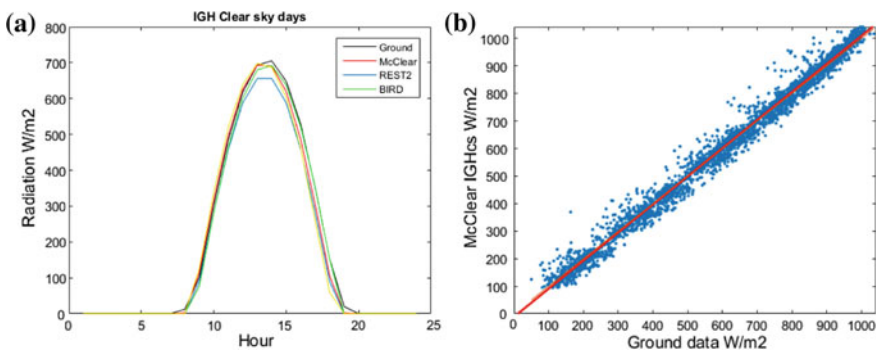 (a)
IGH Clear sky days
800
700
600
500
400
300
200
100
0
Radiation W/m2
0 5 10 15 20 25
Hour
Ground
McClear
REST2
BIRD
(b)
1000
900
800
700
600
500
400
300
200
100
0
McClear IGHcs W/m2
0 100 200 300 400 500 600 700 800 900 1000
Ground data W/m2